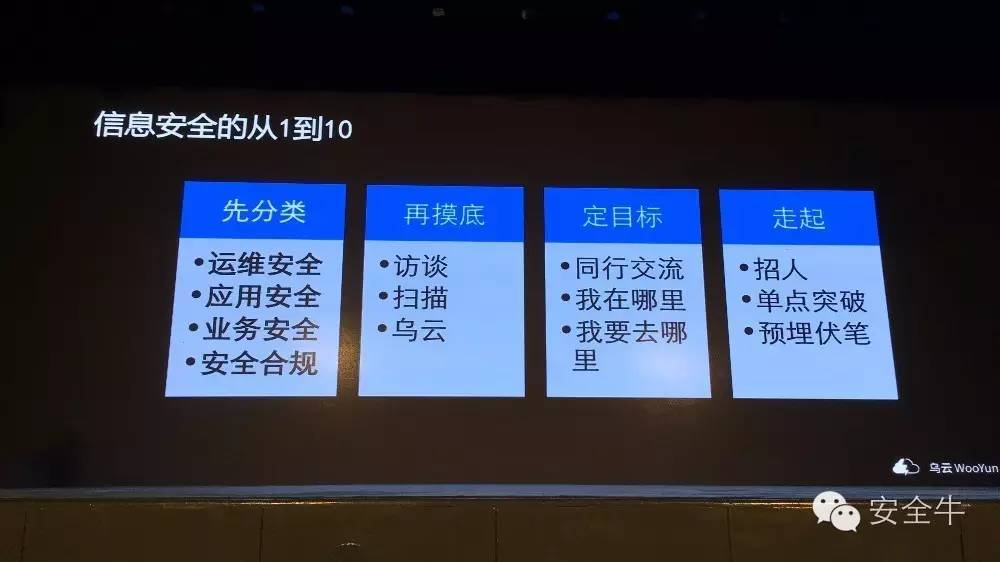 信息安全的从1到10
先分类
•运维安全
•应用安全
•业务安全
•安全合规
再摸底
•访谈
•扫描
•乌云
定目标
•同行交流
•我在哪里
•我要去哪
里
走起
•招人
•单点突破
•预埋伏笔
乌云 WooYun
安全牛